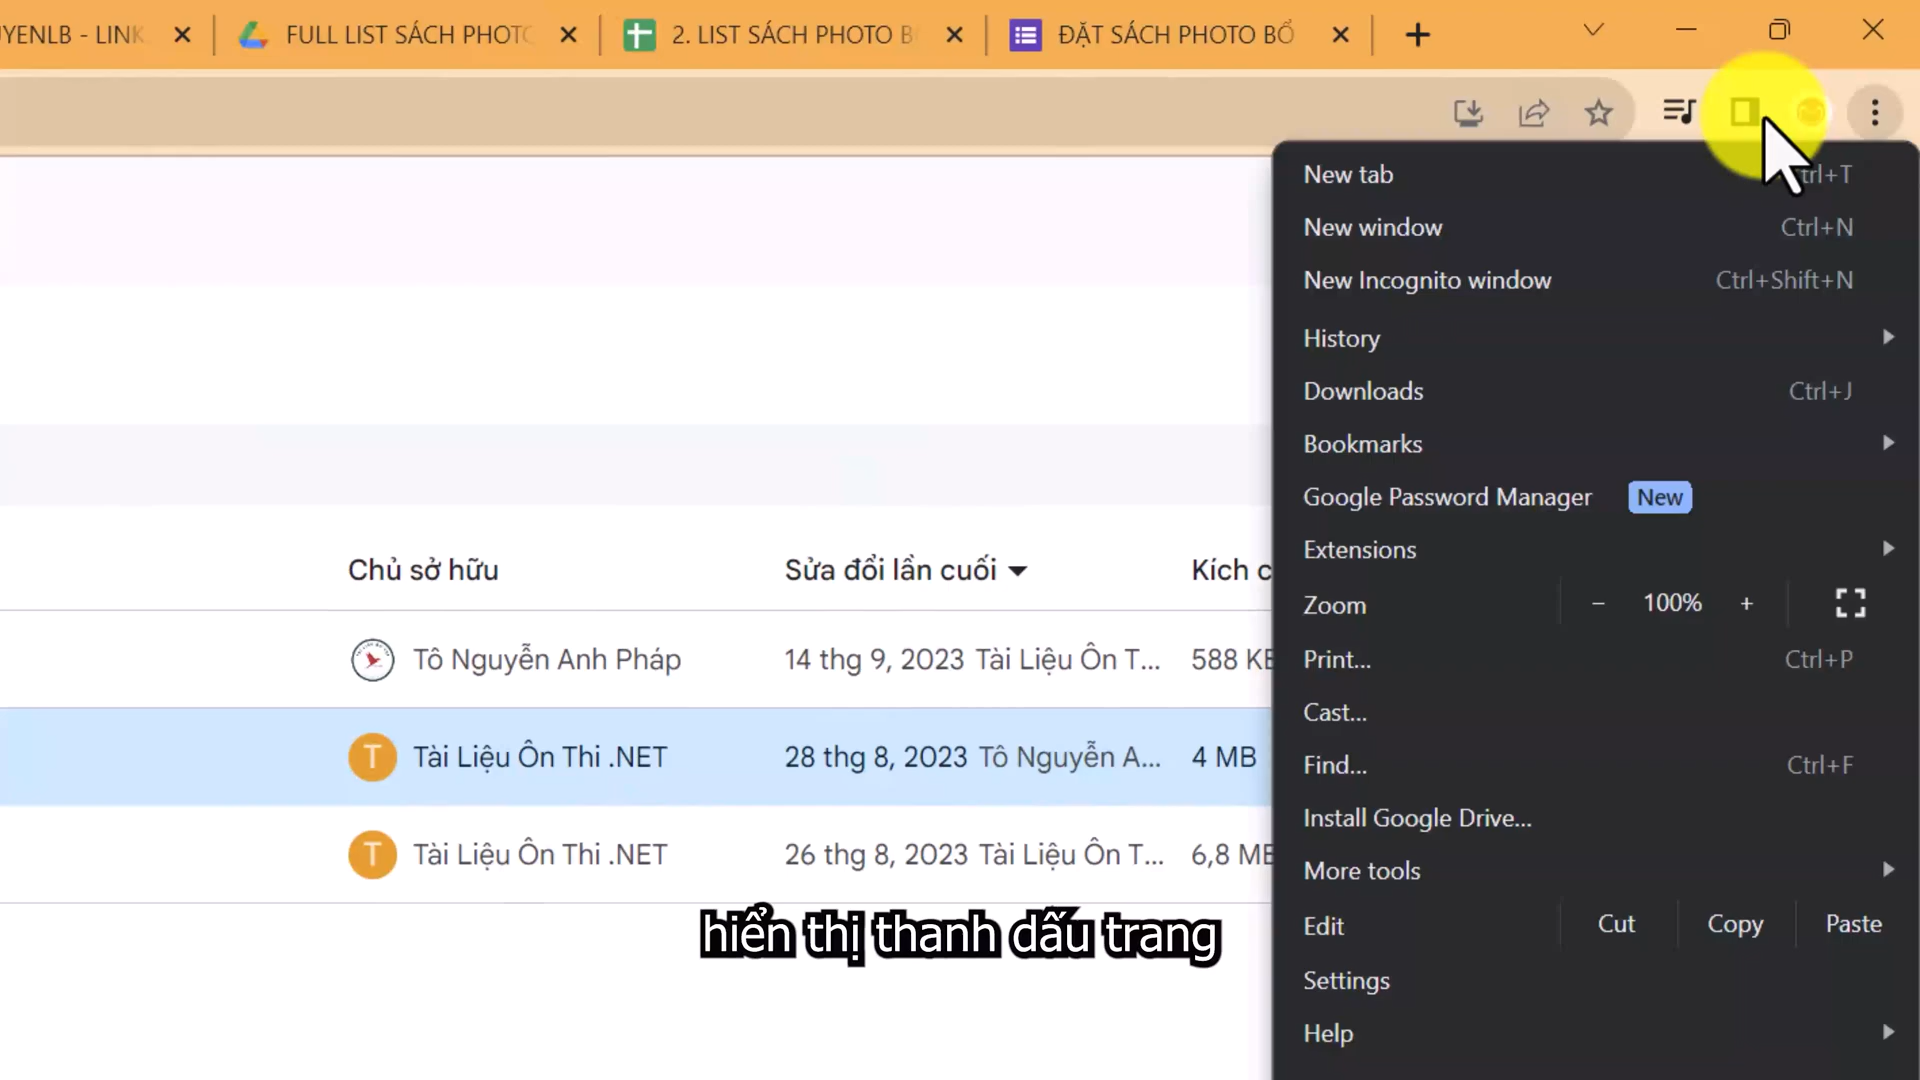 YENLB - LINK
FULL LIST SÁCH PHOTO
2. LIST SÁCH PHOTO B
ĐẶT SÁCH PHOTO BỔ
New tab
trl+T
New window
Ctrl+N
New Incognito window
Ctrl+Shift+N
History
Downloads
Ctrl+J
Bookmarks
Google Password Manager
New
Extensions
Zoom
− 100% +
Print...
Ctrl+P
Cast...
Find...
Ctrl+F
Install Google Drive...
More tools
Edit
Cut
Copy
Paste
Settings
Help
Chủ sở hữu
Sửa đổi lần cuối
Kích c
Tô Nguyễn Anh Pháp
14 thg 9, 2023 Tài Liệu Ôn T...
588 KB
T
Tài Liệu Ôn Thi .NET
28 thg 8, 2023 Tô Nguyễn A...
4 MB
T
Tài Liệu Ôn Thi .NET
26 thg 8, 2023 Tài Liệu Ôn T...
6,8 MB
hiển thị thanh dấu trang